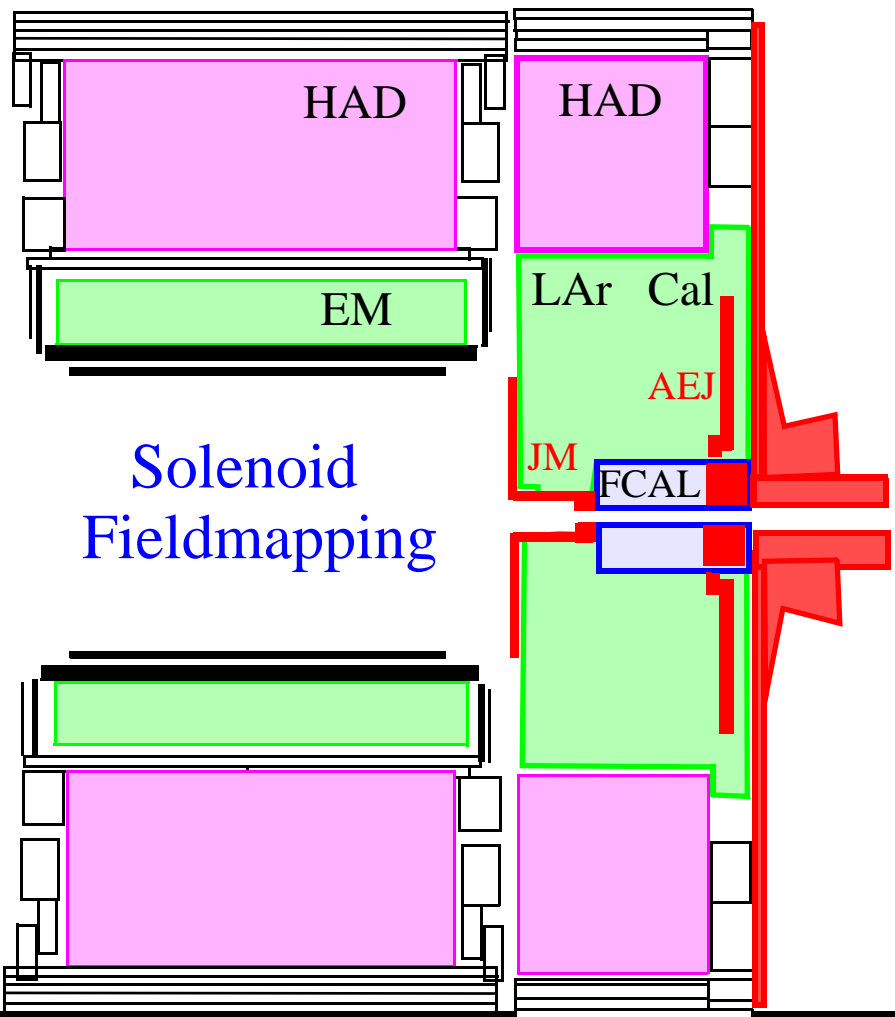 HAD
HAD
LAr Cal
EM
AEJ
JM
Solenoid
FCAL
Fieldmapping